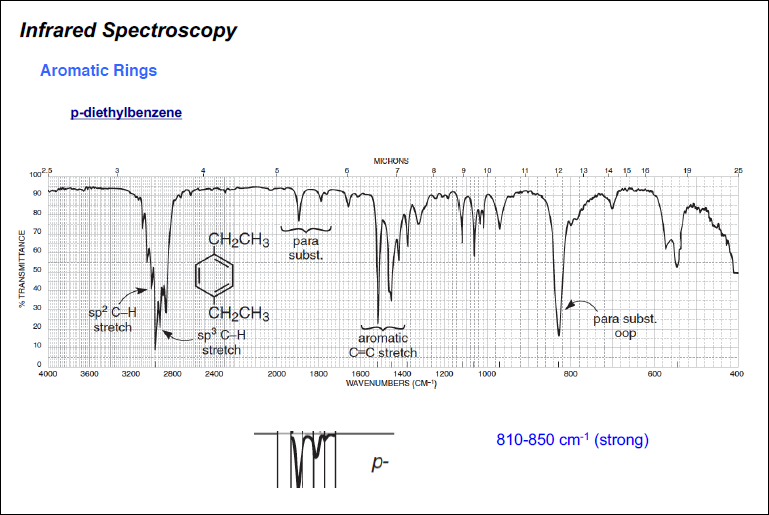 Infrared Spectroscopy
Aromatic Rings
p-diethylbenzene
MICRONS
2.5 3 4 5 6 7 8 9 10 11 12 13 14 15 16 19 25
% TRANSMITTANCE
100
90
80
70
60
50
40
30
20
10
0
CH₂CH₃
para
subst.
CH₂CH₃
sp² C–H
stretch
sp³ C–H
stretch
aromatic
C=C stretch
para subst.
oop
4000 3600 3200 2800 2400 2000 1800 1600 1400 1200 1000 800 600 400
WAVENUMBERS (CM⁻¹)
p-
810-850 cm⁻¹ (strong)